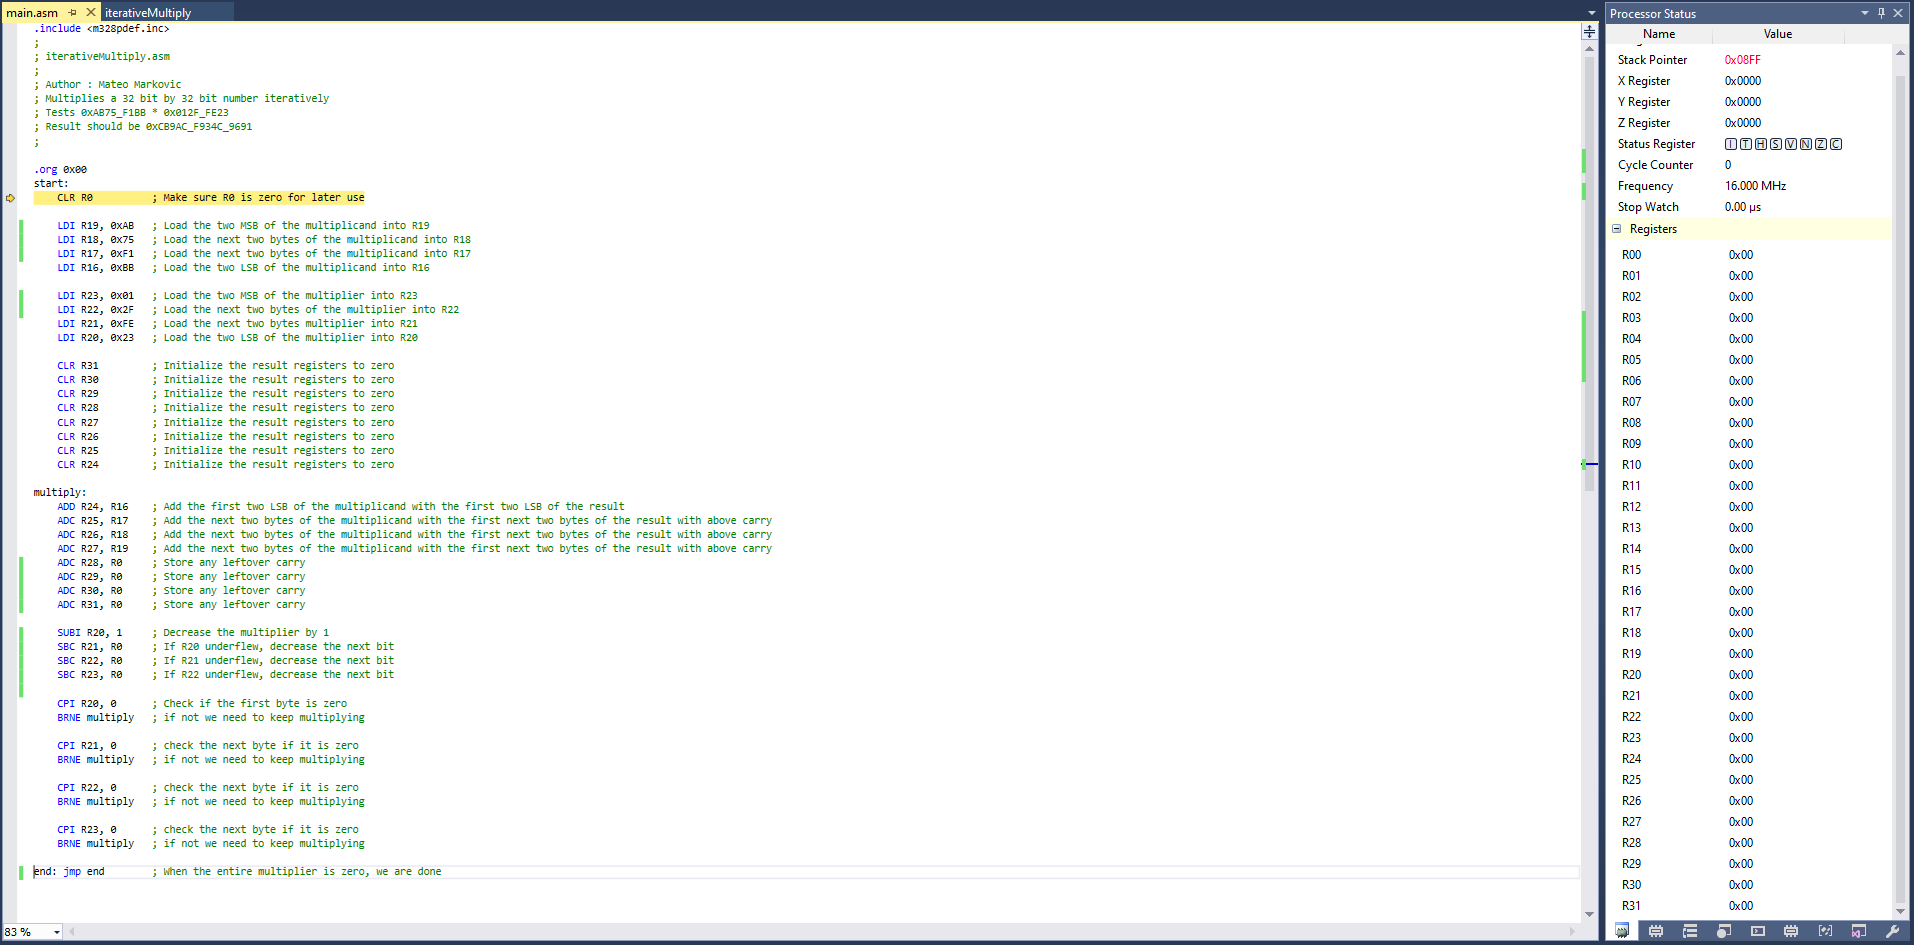 main.asm iterativeMultiply
.include <m328pdef.inc>
;
; iterativeMultiply.asm
;
; Author : Mateo Markovic
; Multiplies a 32 bit by 32 bit number iteratively
; Tests 0xAB75_F1BB * 0x012F_FE23
; Result should be 0xCB9AC_F934C_9691
;
.org 0x00
start:
CLR R0 ; Make sure R0 is zero for later use
LDI R19, 0xAB ; Load the two MSB of the multiplicand into R19
LDI R18, 0x75 ; Load the next two bytes of the multiplicand into R18
LDI R17, 0xF1 ; Load the next two bytes of the multiplicand into R17
LDI R16, 0xBB ; Load the two LSB of the multiplicand into R16
LDI R23, 0x01 ; Load the two MSB of the multiplier into R23
LDI R22, 0x2F ; Load the next two bytes of the multiplier into R22
LDI R21, 0xFE ; Load the next two bytes multiplier into R21
LDI R20, 0x23 ; Load the two LSB of the multiplier into R20
CLR R31 ; Initialize the result registers to zero
CLR R30 ; Initialize the result registers to zero
CLR R29 ; Initialize the result registers to zero
CLR R28 ; Initialize the result registers to zero
CLR R27 ; Initialize the result registers to zero
CLR R26 ; Initialize the result registers to zero
CLR R25 ; Initialize the result registers to zero
CLR R24 ; Initialize the result registers to zero
multiply:
ADD R24, R16 ; Add the first two LSB of the multiplicand with the first two LSB of the result
ADC R25, R17 ; Add the next two bytes of the multiplicand with the first next two bytes of the result with above carry
ADC R26, R18 ; Add the next two bytes of the multiplicand with the first next two bytes of the result with above carry
ADC R27, R19 ; Add the next two bytes of the multiplicand with the first next two bytes of the result with above carry
ADC R28, R0 ; Store any leftover carry
ADC R29, R0 ; Store any leftover carry
ADC R30, R0 ; Store any leftover carry
ADC R31, R0 ; Store any leftover carry
SUBI R20, 1 ; Decrease the multiplier by 1
SBC R21, R0 ; If R20 underflew, decrease the next bit
SBC R22, R0 ; If R21 underflew, decrease the next bit
SBC R23, R0 ; If R22 underflew, decrease the next bit
CPI R20, 0 ; Check if the first byte is zero
BRNE multiply ; if not we need to keep multiplying
CPI R21, 0 ; check the next byte if it is zero
BRNE multiply ; if not we need to keep multiplying
CPI R22, 0 ; check the next byte if it is zero
BRNE multiply ; if not we need to keep multiplying
CPI R23, 0 ; check the next byte if it is zero
BRNE multiply ; if not we need to keep multiplying
end: jmp end ; When the entire multiplier is zero, we are done
83 %
Processor Status
Name Value
Stack Pointer 0x08FF
X Register 0x0000
Y Register 0x0000
Z Register 0x0000
Status Register I T H S V N Z C
Cycle Counter 0
Frequency 16.000 MHz
Stop Watch 0.00 µs
Registers
R00 0x00
R01 0x00
R02 0x00
R03 0x00
R04 0x00
R05 0x00
R06 0x00
R07 0x00
R08 0x00
R09 0x00
R10 0x00
R11 0x00
R12 0x00
R13 0x00
R14 0x00
R15 0x00
R16 0x00
R17 0x00
R18 0x00
R19 0x00
R20 0x00
R21 0x00
R22 0x00
R23 0x00
R24 0x00
R25 0x00
R26 0x00
R27 0x00
R28 0x00
R29 0x00
R30 0x00
R31 0x00